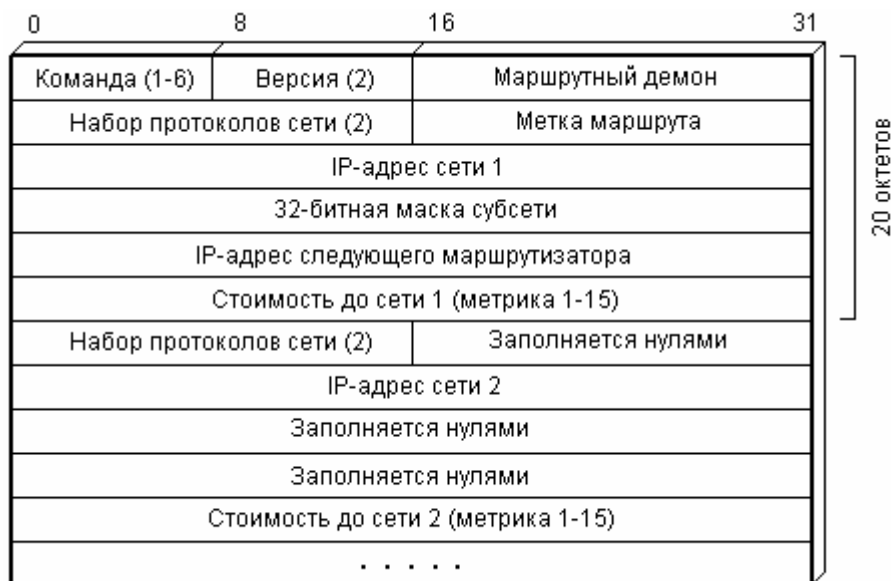 0 8 16 31
Команда (1-6) Версия (2) Маршрутный демон
Набор протоколов сети (2) Метка маршрута
IP-адрес сети 1
32-битная маска субсети
IP-адрес следующего маршрутизатора
Стоимость до сети 1 (метрика 1-15)
20 октетов
Набор протоколов сети (2) Заполняется нулями
IP-адрес сети 2
Заполняется нулями
Заполняется нулями
Стоимость до сети 2 (метрика 1-15)
. . . . .